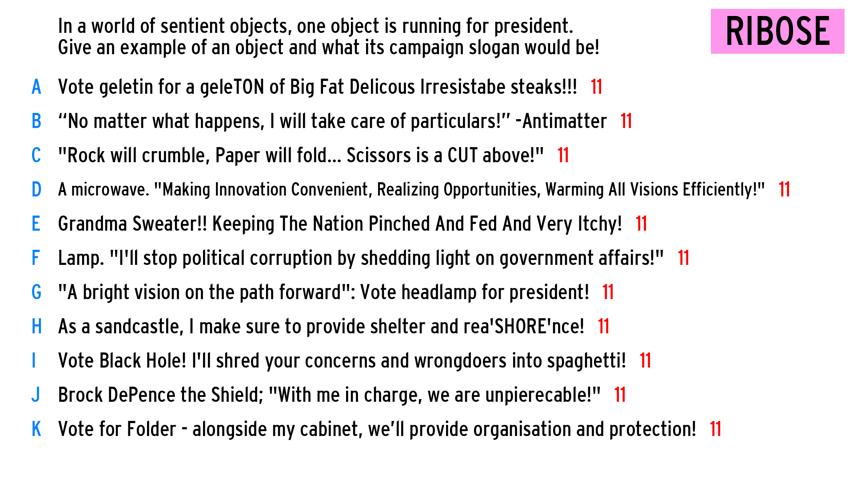 In a world of sentient objects, one object is running for president.
Give an example of an object and what its campaign slogan would be!
RIBOSE
A Vote geletin for a geleTON of Big Fat Delicous Irresistabe steaks!!! 11
B “No matter what happens, I will take care of particulars!” -Antimatter 11
C "Rock will crumble, Paper will fold... Scissors is a CUT above!" 11
D A microwave. "Making Innovation Convenient, Realizing Opportunities, Warming All Visions Efficiently!" 11
E Grandma Sweater!! Keeping The Nation Pinched And Fed And Very Itchy! 11
F Lamp. "I'll stop political corruption by shedding light on government affairs!" 11
G "A bright vision on the path forward": Vote headlamp for president! 11
H As a sandcastle, I make sure to provide shelter and rea'SHORE'nce! 11
I Vote Black Hole! I'll shred your concerns and wrongdoers into spaghetti! 11
J Brock DePence the Shield; "With me in charge, we are unpierecable!" 11
K Vote for Folder - alongside my cabinet, we’ll provide organisation and protection! 11